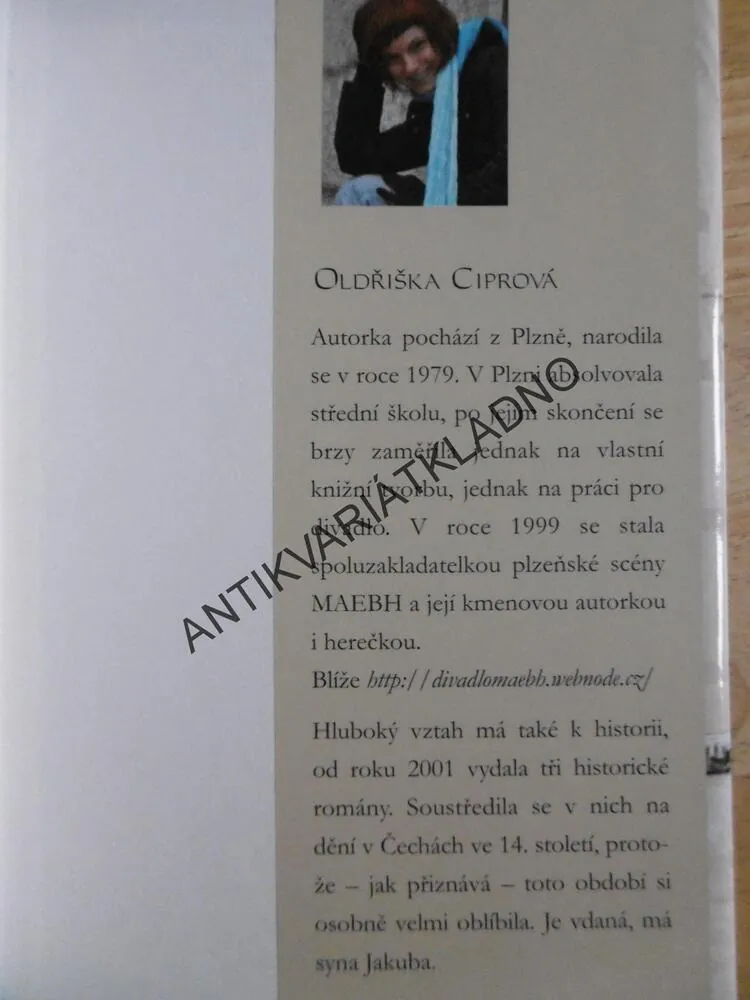 OLDŘIŠKA CIPROVÁ
Autorka pochází z Plzně, narodila
se v roce 1979. V Plzni absolvovala
střední školu, po jejím skončení se
brzy zaměřila jednak na vlastní
knižní tvorbu, jednak na práci pro
divadlo. V roce 1999 se stala
spoluzakladatelkou plzeňské scény
MAEBH a její kmenovou autorkou
i herečkou.
Blíže http://divadlomaebh.webnode.cz/
Hluboký vztah má také k historii,
od roku 2001 vydala tři historické
romány. Soustředila se v nich na
dění v Čechách ve 14. století, proto-
že – jak přiznává – toto období si
osobně velmi oblíbila. Je vdaná, má
syna Jakuba.
ANTIKVARIÁTKLADNO